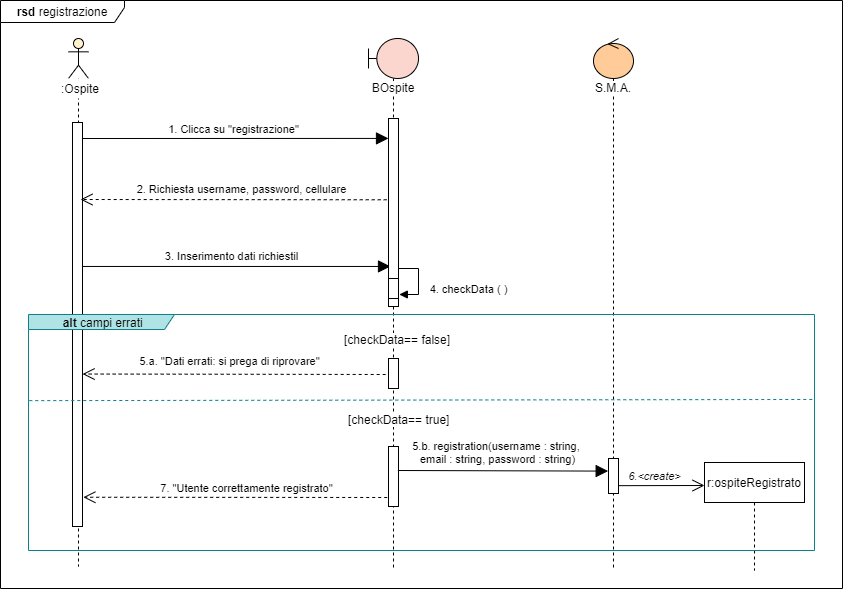 rsd registrazione
:Ospite
BOspite
S.M.A.
1. Clicca su "registrazione"
2. Richiesta username, password, cellulare
3. Inserimento dati richiestil
4. checkData ( )
alt campi errati
[checkData== false]
5.a. "Dati errati: si prega di riprovare"
[checkData== true]
5.b. registration(username : string,
email : string, password : string)
6.<create>
r:ospiteRegistrato
7. "Utente correttamente registrato"